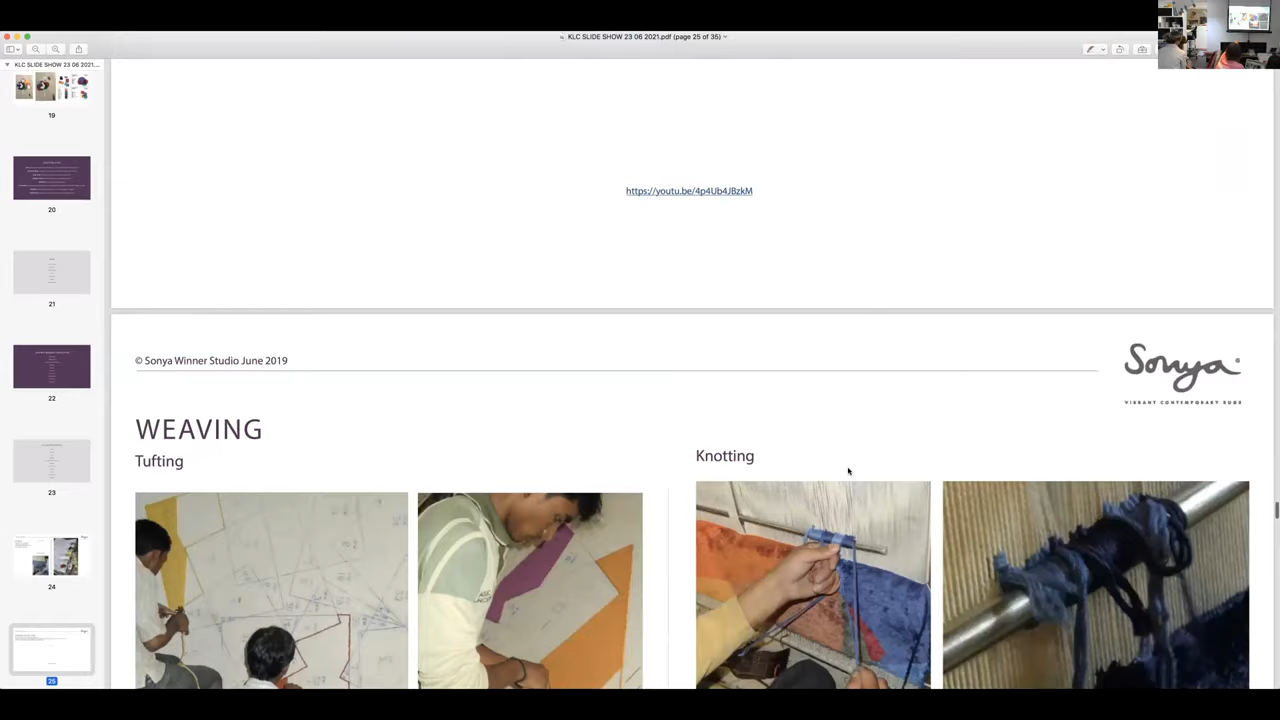 KLC SLIDE SHOW 23 06 2021.pdf (page 25 of 35)
KLC SLIDE SHOW 23 06 2021....
19
20
21
22
23
24
25
https://youtu.be/4p4Ub4JBzkM
© Sonya Winner Studio June 2019
Sonya
VIBRANT CONTEMPORARY RUGS
WEAVING
Tufting
Knotting